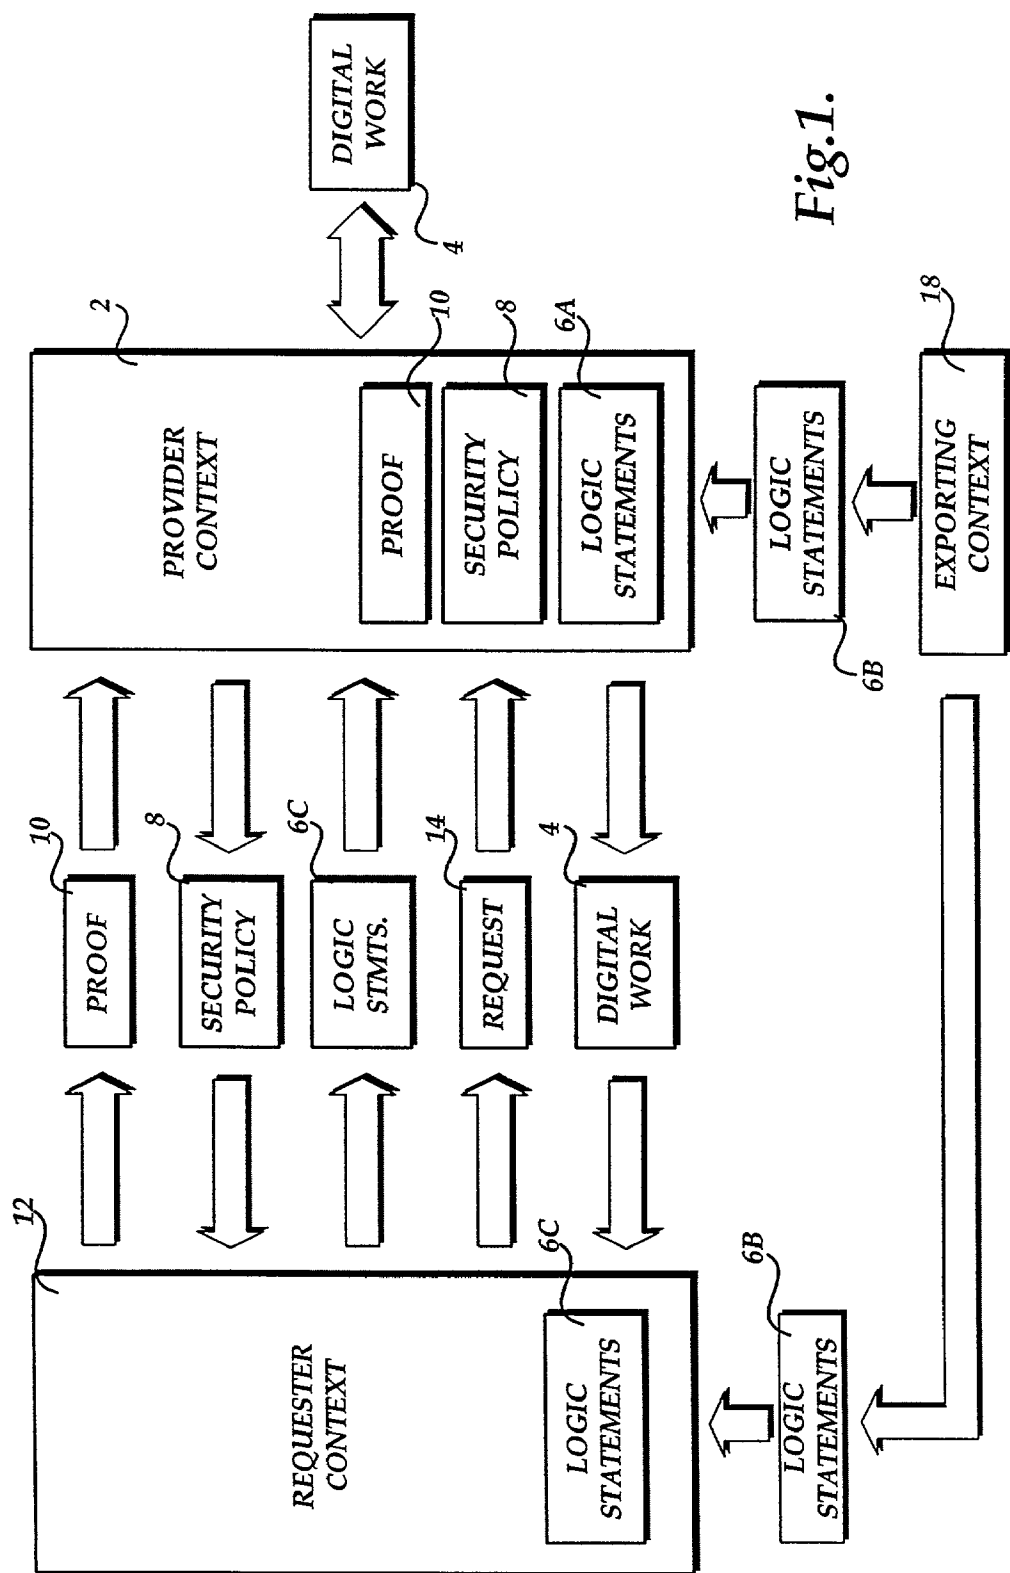 12
REQUESTER
CONTEXT
6C
LOGIC
STATEMENTS
6B
LOGIC
STATEMENTS
10
PROOF
8
SECURITY
POLICY
6C
LOGIC
STMTS.
14
REQUEST
4
DIGITAL
WORK
2
PROVIDER
CONTEXT
10
PROOF
8
SECURITY
POLICY
6A
LOGIC
STATEMENTS
LOGIC
STATEMENTS
6B
18
EXPORTING
CONTEXT
DIGITAL
WORK
4
Fig.1.